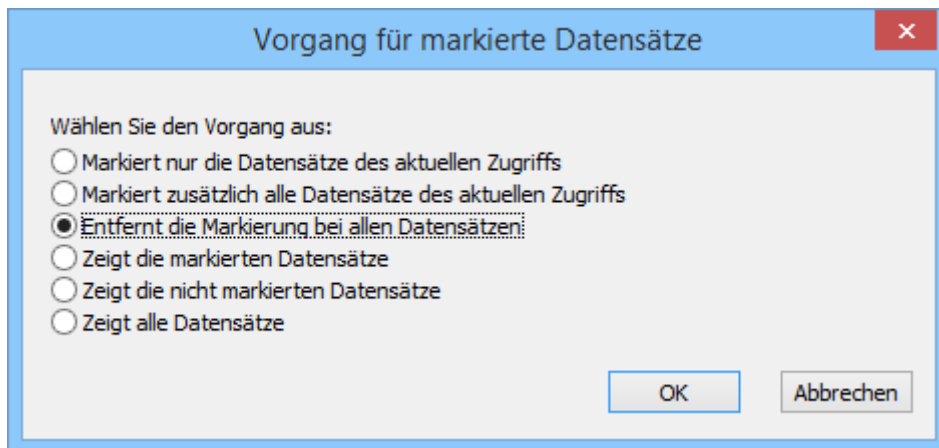 Vorgang für markierte Datensätze
Wählen Sie den Vorgang aus:
Markiert nur die Datensätze des aktuellen Zugriffs
Markiert zusätzlich alle Datensätze des aktuellen Zugriffs
Entfernt die Markierung bei allen Datensätzen
Zeigt die markierten Datensätze
Zeigt die nicht markierten Datensätze
Zeigt alle Datensätze
OK Abbrechen